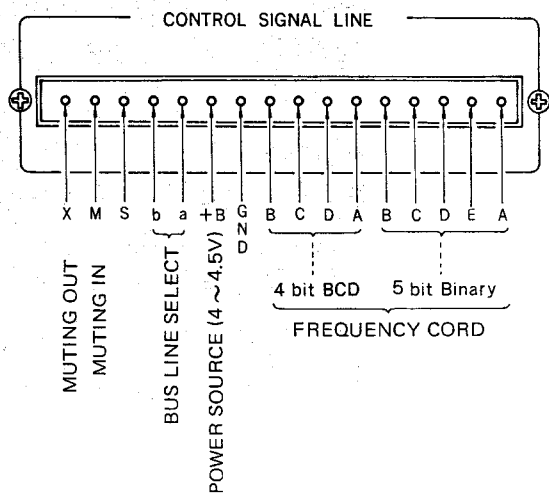 CONTROL SIGNAL LINE
X M S b a +B GND B C D A B C D E A
4 bit BCD 5 bit Binary
FREQUENCY CORD
MUTING OUT
MUTING IN
BUS LINE SELECT
POWER SOURCE (4 ~ 4.5V)